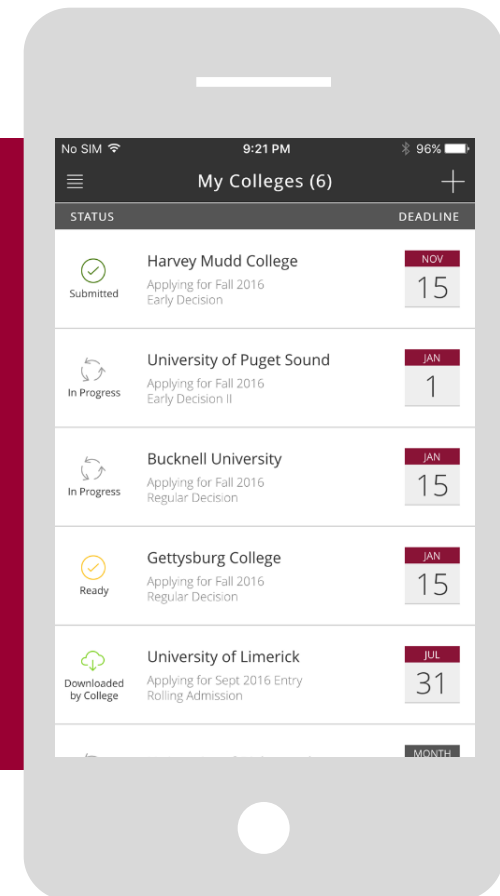 No SIM 9:21 PM 96%
My Colleges (6)
STATUS DEADLINE
Harvey Mudd College
Applying for Fall 2016
Early Decision
Submitted
NOV
15
University of Puget Sound
Applying for Fall 2016
Early Decision II
In Progress
JAN
1
Bucknell University
Applying for Fall 2016
Regular Decision
In Progress
JAN
15
Gettysburg College
Applying for Fall 2016
Regular Decision
Ready
JAN
15
University of Limerick
Applying for Sept 2016 Entry
Rolling Admission
Downloaded
by College
JUL
31
MONTH